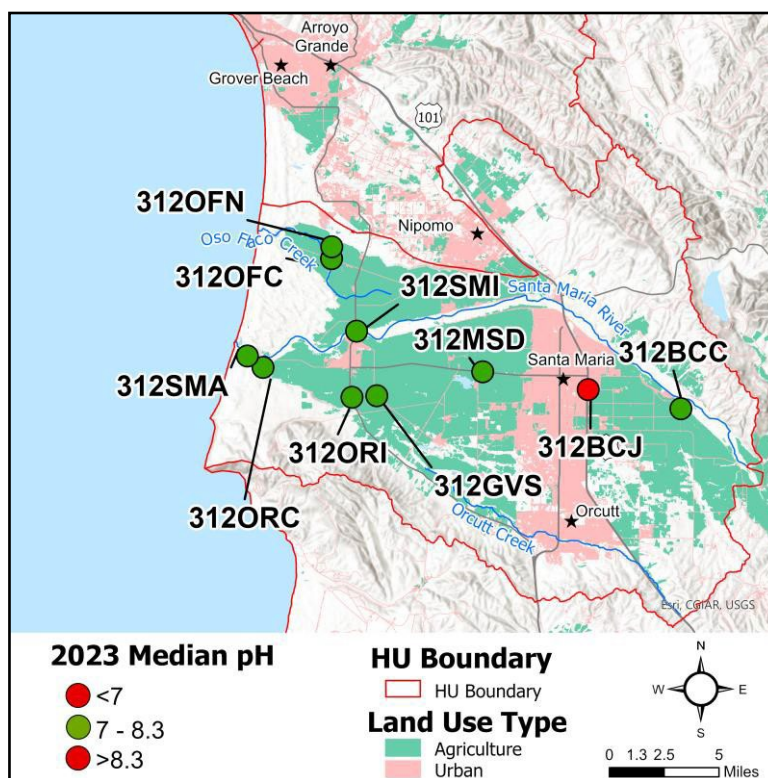 Arroyo
Grande
Grover Beach
101
312OFN
Nipomo
Oso Flaco Creek
312OFC
312SMI
Santa Maria River
312MSD
Santa Maria
312BCC
312SMA
312ORI
312BCJ
312GVS
312ORC
Orcutt
Orcutt Creek
Esri, CGIAR, USGS
2023 Median pH
<7
7 - 8.3
>8.3
HU Boundary
HU Boundary
Land Use Type
Agriculture
Urban
N
W E
S
0 1.3 2.5 5
Miles